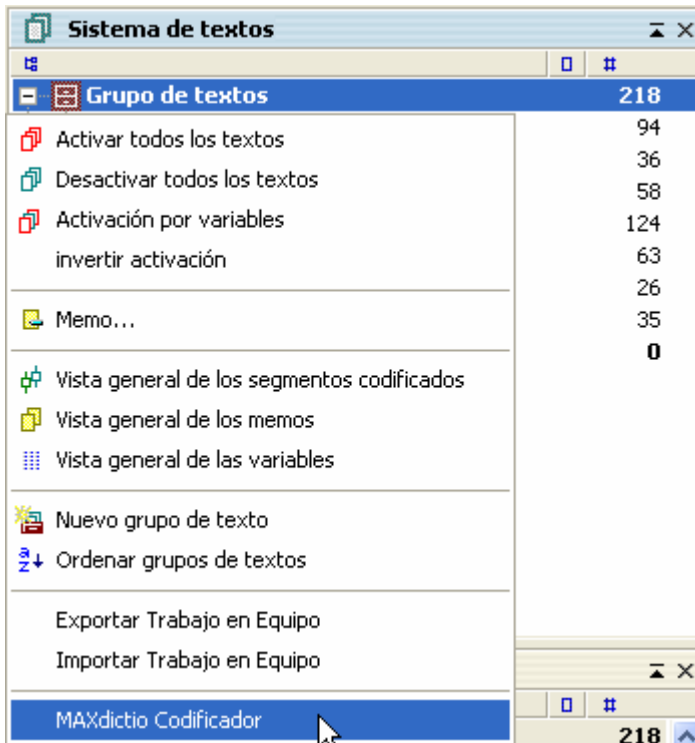 Sistema de textos
Grupo de textos 218
Activar todos los textos 94
Desactivar todos los textos 36
58
Activación por variables 124
invertir activación 63
26
Memo... 35
0
Vista general de los segmentos codificados
Vista general de los memos
Vista general de las variables
Nuevo grupo de texto
Ordenar grupos de textos
Exportar Trabajo en Equipo
Importar Trabajo en Equipo
MAXdictio Codificador
218